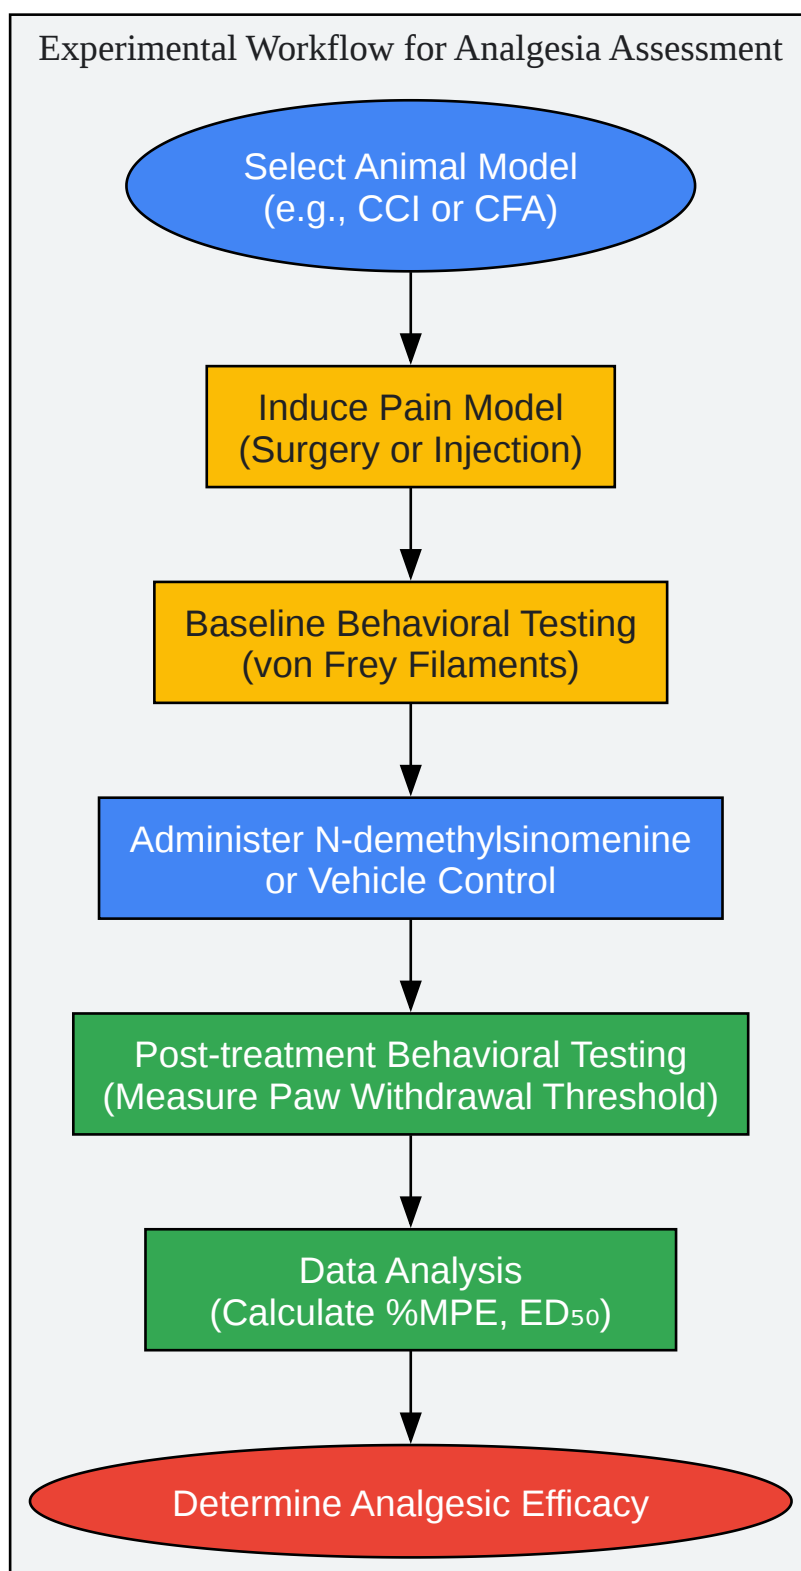 Experimental Workflow for Analgesia Assessment
Select Animal Model
(e.g., CCI or CFA)
Induce Pain Model
(Surgery or Injection)
Baseline Behavioral Testing
(von Frey Filaments)
Administer N-demethylsinomenine
or Vehicle Control
Post-treatment Behavioral Testing
(Measure Paw Withdrawal Threshold)
Data Analysis
(Calculate %MPE, ED₅₀)
Determine Analgesic Efficacy